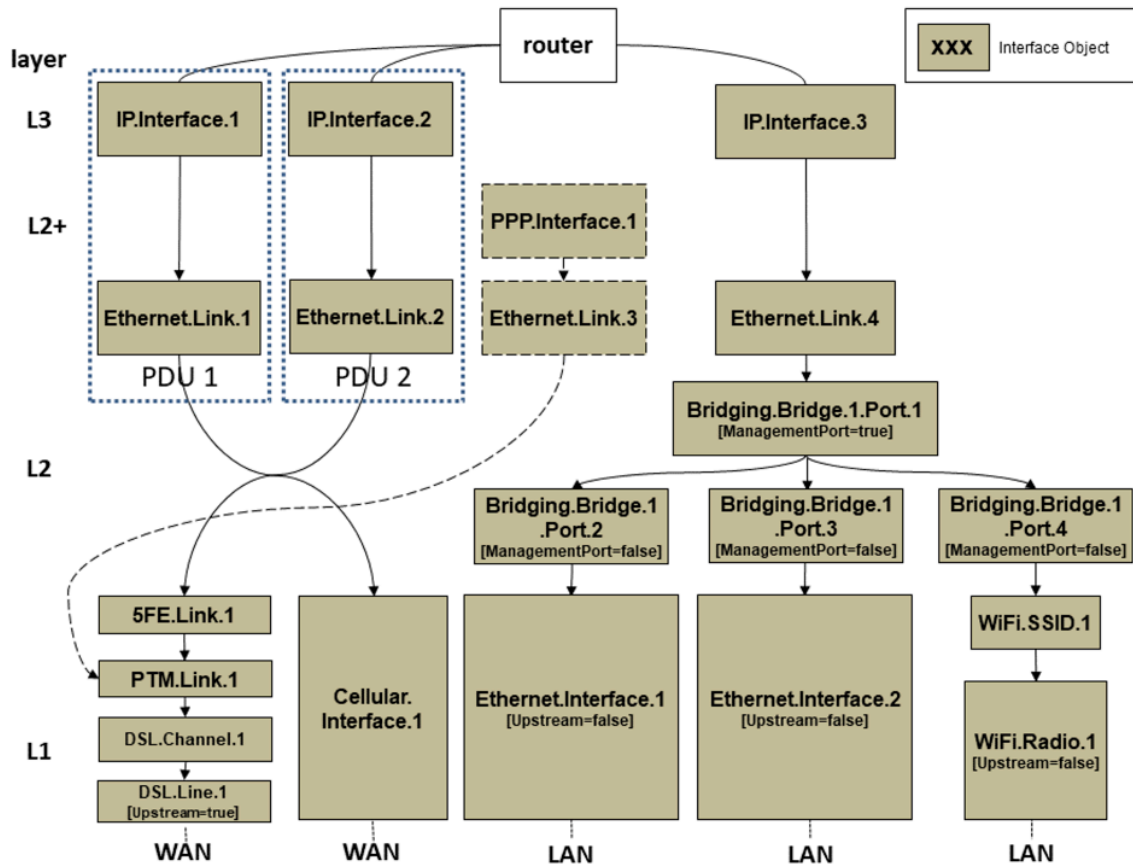 router
XXX
Interface Object
layer
L3
IP.Interface.1
IP.Interface.2
IP.Interface.3
L2+
PPP.Interface.1
Ethernet.Link.1
Ethernet.Link.2
Ethernet.Link.3
Ethernet.Link.4
PDU 1
PDU 2
Bridging.Bridge.1.Port.1
[ManagementPort=true]
L2
Bridging.Bridge.1
.Port.2
[ManagementPort=false]
Bridging.Bridge.1
.Port.3
[ManagementPort=false]
Bridging.Bridge.1
.Port.4
[ManagementPort=false]
5FE.Link.1
PTM.Link.1
DSL.Channel.1
DSL.Line.1
[Upstream=true]
Cellular.
Interface.1
Ethernet.Interface.1
[Upstream=false]
Ethernet.Interface.2
[Upstream=false]
WiFi.SSID.1
WiFi.Radio.1
[Upstream=false]
L1
WAN
WAN
LAN
LAN
LAN